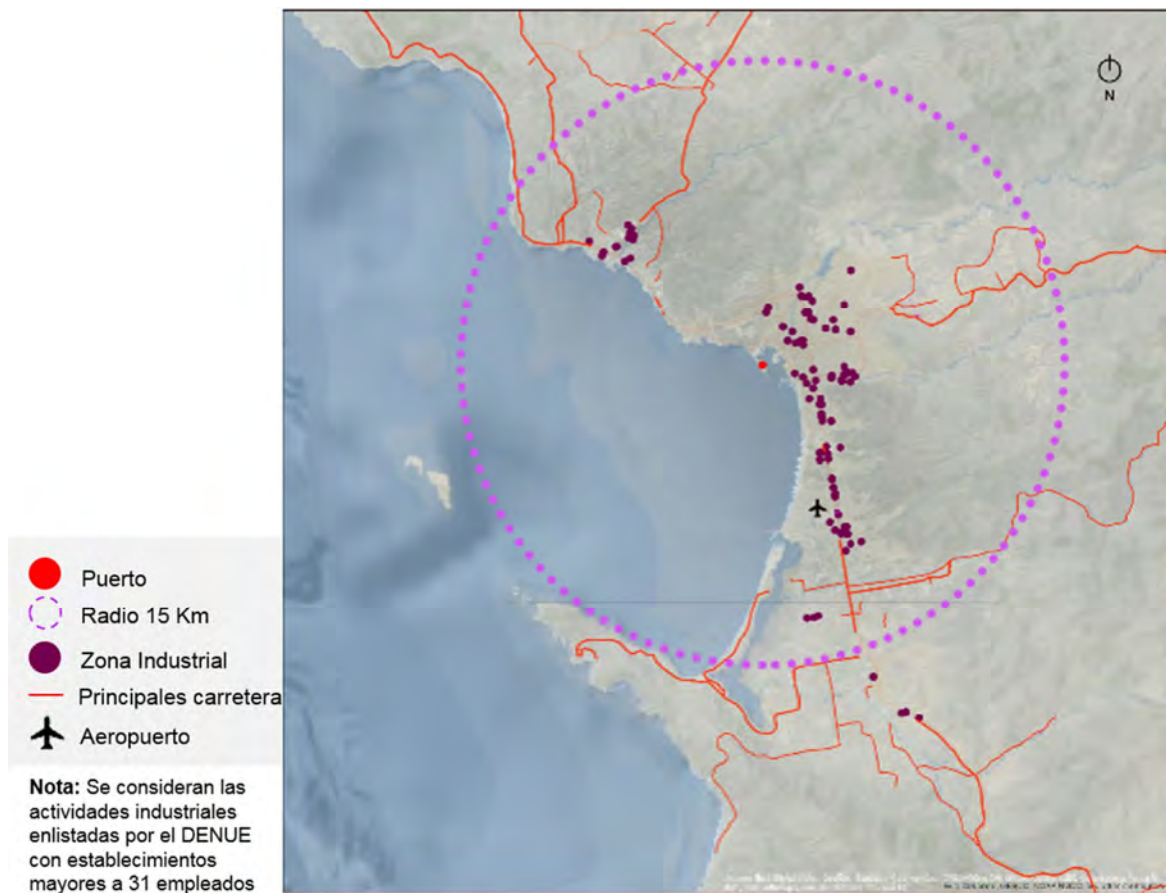 N
Puerto
Radio 15 Km
Zona Industrial
Principales carretera
Aeropuerto
Nota: Se consideran las
actividades industriales
enlistadas por el DENUE
con establecimientos
mayores a 31 empleados